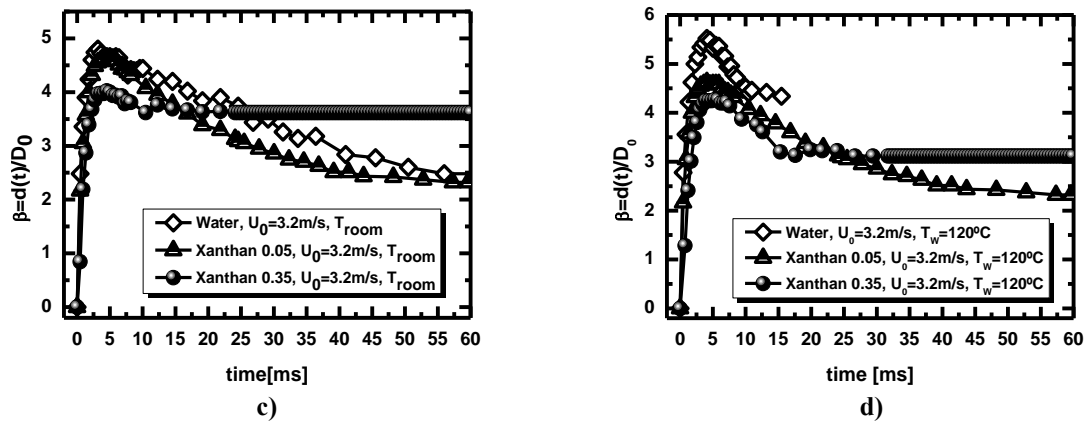 β=d(t)/D₀
5
4
3
2
1
0
Water, U₀=3.2m/s, Troom
Xanthan 0.05, U₀=3.2m/s, Troom
Xanthan 0.35, U₀=3.2m/s, Troom
0 5 10 15 20 25 30 35 40 45 50 55 60
time[ms]
c)
β=d(t)/D₀
6
5
4
3
2
1
0
Water, U₀=3.2m/s, T_W=120ºC
Xanthan 0.05, U₀=3.2m/s, T_W=120ºC
Xanthan 0.35, U₀=3.2m/s, T_W=120ºC
0 5 10 15 20 25 30 35 40 45 50 55 60
time [ms]
d)